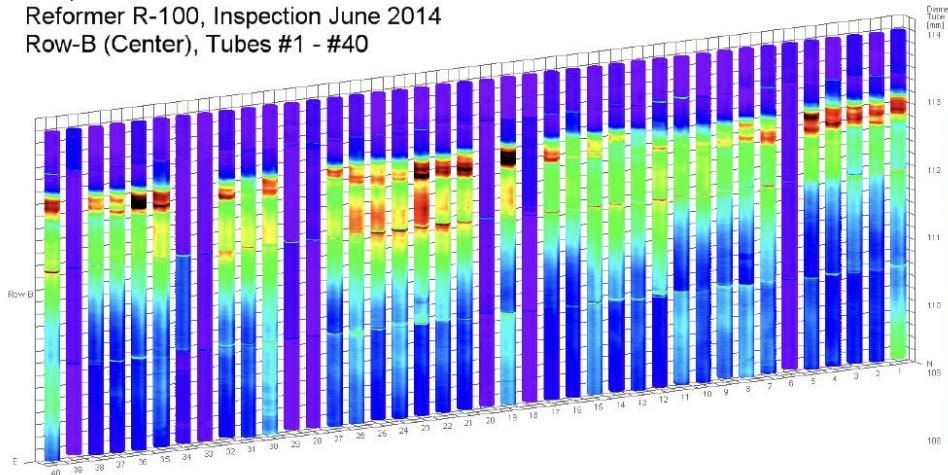 Reformer R-100, Inspection June 2014
Row-B (Center), Tubes #1 - #40
Tube
[mm]
114
113
112
111
110
109
108
Row B
N
E
40 39 38 37 36 35 34 33 32 31 30 29 28 27 26 25 24 23 22 21 20 19 18 17 16 15 14 13 12 11 10 9 8 7 6 5 4 3 2 1